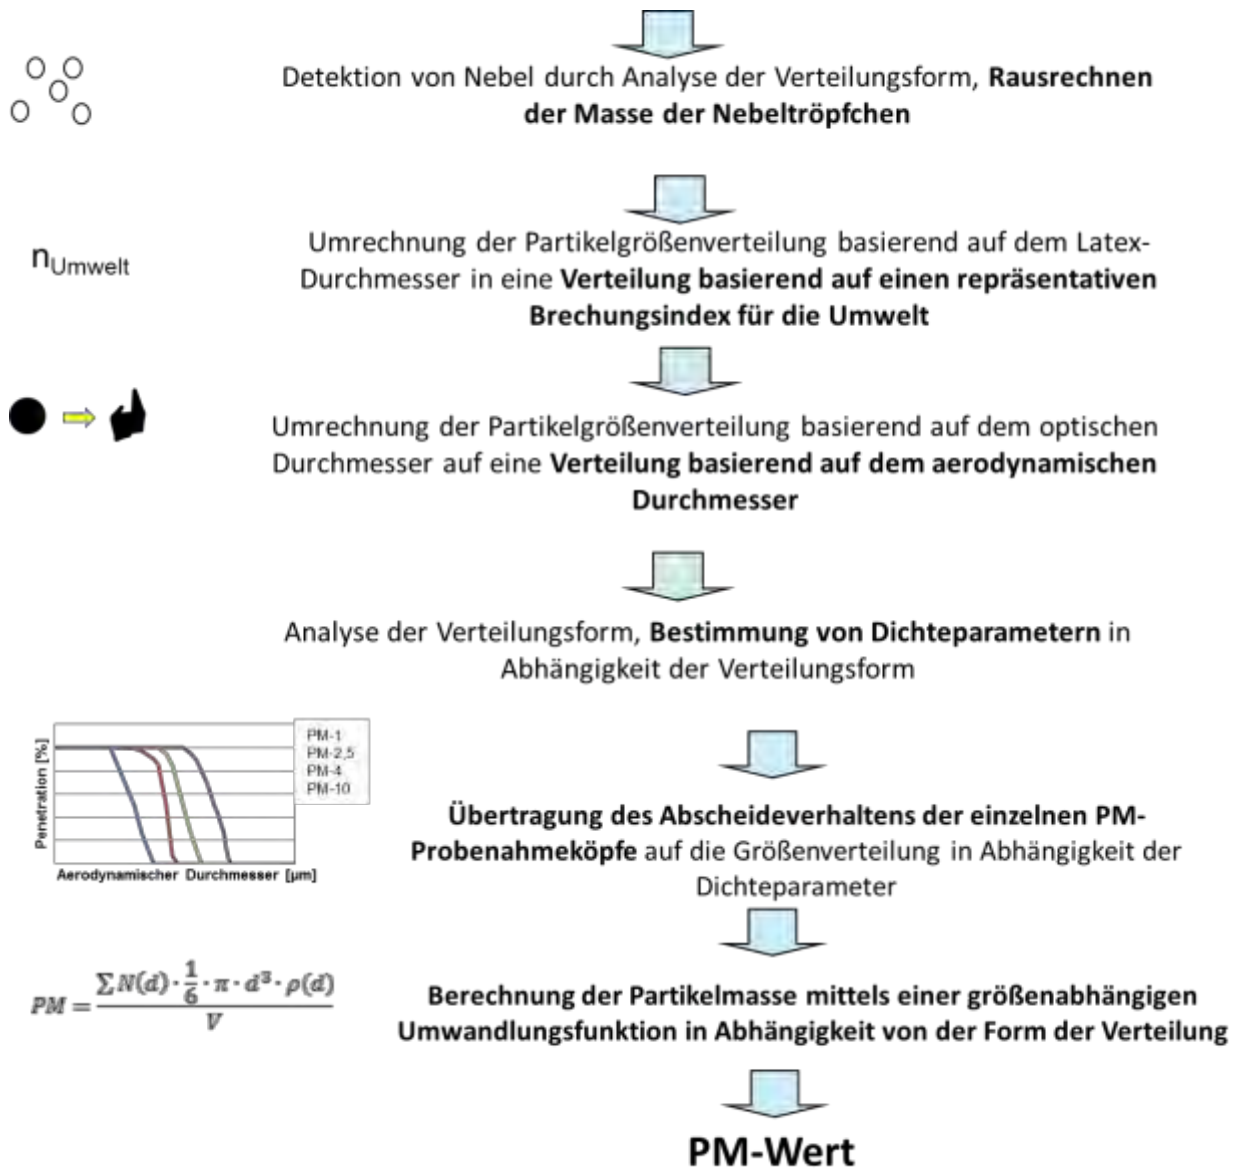 Detektion von Nebel durch Analyse der Verteilungsform, Rausrechnen
der Masse der Nebeltröpfchen
n_Umwelt
Umrechnung der Partikelgrößenverteilung basierend auf dem Latex-
Durchmesser in eine Verteilung basierend auf einen repräsentativen
Brechungsindex für die Umwelt
Umrechnung der Partikelgrößenverteilung basierend auf dem optischen
Durchmesser auf eine Verteilung basierend auf dem aerodynamischen
Durchmesser
Analyse der Verteilungsform, Bestimmung von Dichteparametern in
Abhängigkeit der Verteilungsform
Penetration [%]
PM-1
PM-2,5
PM-4
PM-10
Aerodynamischer Durchmesser [µm]
Übertragung des Abscheideverhaltens der einzelnen PM-
Probenahmeköpfe auf die Größenverteilung in Abhängigkeit der
Dichteparameter
PM = ∑N(d)·1/6·π·d³·ρ(d) / V
Berechnung der Partikelmasse mittels einer größenabhängigen
Umwandlungsfunktion in Abhängigkeit von der Form der Verteilung
PM-Wert